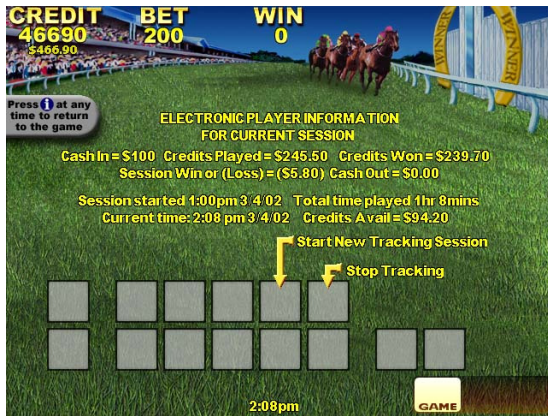 CREDIT BET WIN
46690 200 0
$466.90
WINNER WINNER
Press i at any
time to return
to the game
ELECTRONIC PLAYER INFORMATION
FOR CURRENT SESSION
Cash In = $100 Credits Played = $245.50 Credits Won = $239.70
Session Win or (Loss) = ($5.80) Cash Out = $0.00
Session started 1:00pm 3/4/02 Total time played 1hr 8mins
Current time: 2:08 pm 3/4/02 Credits Avail = $94.20
Start New Tracking Session
Stop Tracking
GAME
2:08pm